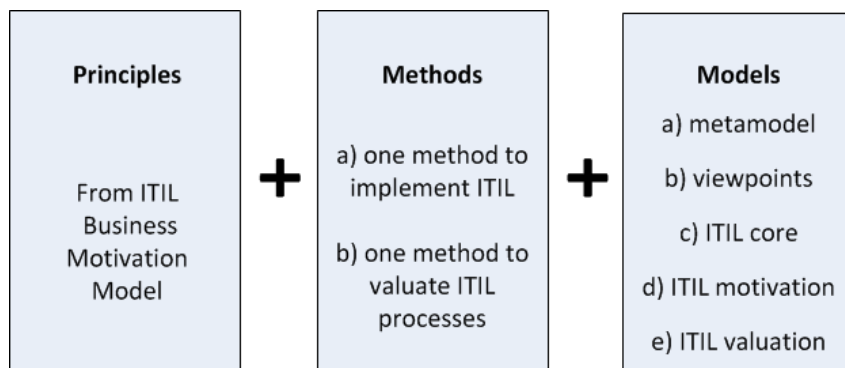 Principles
From ITIL
Business
Motivation
Model
+
Methods
a) one method to
implement ITIL
b) one method to
valuate ITIL
processes
+
Models
a) metamodel
b) viewpoints
c) ITIL core
d) ITIL motivation
e) ITIL valuation